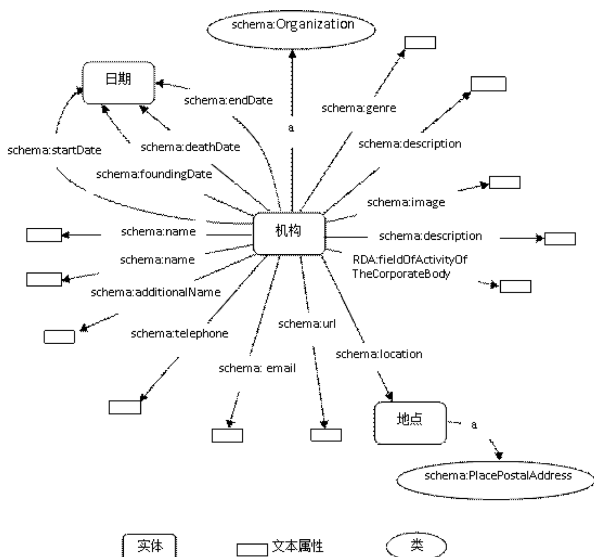 schema:Organization
日期
schema:endDate
schema:genre
a
schema:startDate
schema:deathDate
schema:description
schema:foundingDate
schema:image
schema:name
机构
schema:description
schema:name
RDA:fieldOfActivityOf
TheCorporateBody
schema:additionalName
schema:telephone
schema:url
schema: email
schema:location
地点
a
schema:PlacePostalAddress
实体
文本属性
类